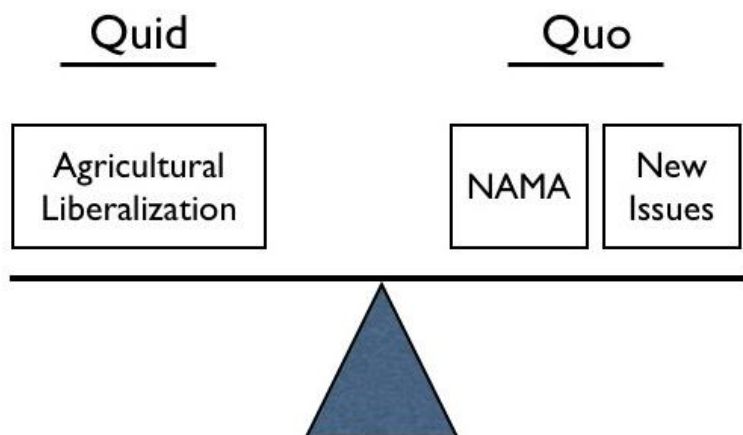 Quid
Quo
Agricultural
Liberalization
NAMA
New
Issues